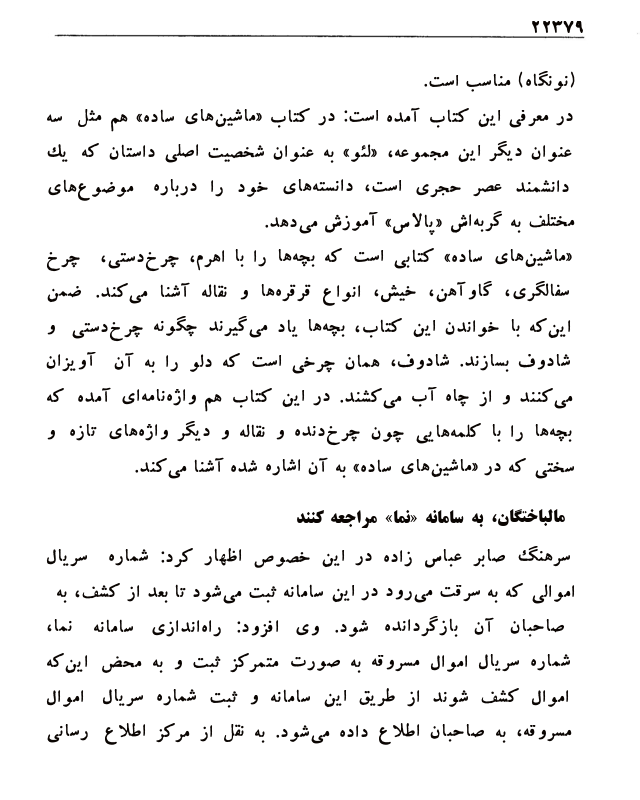 ۲۲۳۷۹
(نونگاه) مناسب است.
در معرفی این کتاب آمده است: در کتاب «ماشین‌های ساده» هم مثل سه
عنوان دیگر این مجموعه، «لئو» به عنوان شخصیت اصلی داستان که یك
دانشمند عصر حجری است، دانسته‌های خود را درباره موضوع‌های
مختلف به گربه‌اش «پالاس» آموزش می‌دهد.
«ماشین‌های ساده» کتابی است که بچه‌ها را با اهرم، چرخ‌دستی، چرخ
سفالگری، گاوآهن، خیش، انواع قرقره‌ها و نقاله آشنا می‌کند. ضمن
این‌که با خواندن این کتاب، بچه‌ها یاد می‌گیرند چگونه چرخ‌دستی و
شادوف بسازند. شادوف، همان چرخی است که دلو را به آن آویزان
می‌کنند و از چاه آب می‌کشند. در این کتاب هم واژه‌نامه‌ای آمده که
بچه‌ها را با کلمه‌هایی چون چرخ‌دنده و نقاله و دیگر واژه‌های تازه و
سختی که در «ماشین‌های ساده» به آن اشاره شده آشنا می‌کند.
مالباختگان، به سامانه «نما» مراجعه کنند
سرهنگ صابر عباس زاده در این خصوص اظهار کرد: شماره سریال
اموالی که به سرقت می‌رود در این سامانه ثبت می‌شود تا بعد از کشف، به
صاحبان آن بازگردانده شود. وی افزود: راه‌اندازی سامانه نما،
شماره سریال اموال مسروقه به صورت متمرکز ثبت و به محض این‌که
اموال کشف شوند از طریق این سامانه و ثبت شماره سریال اموال
مسروقه، به صاحبان اطلاع داده می‌شود. به نقل از مرکز اطلاع رسانی